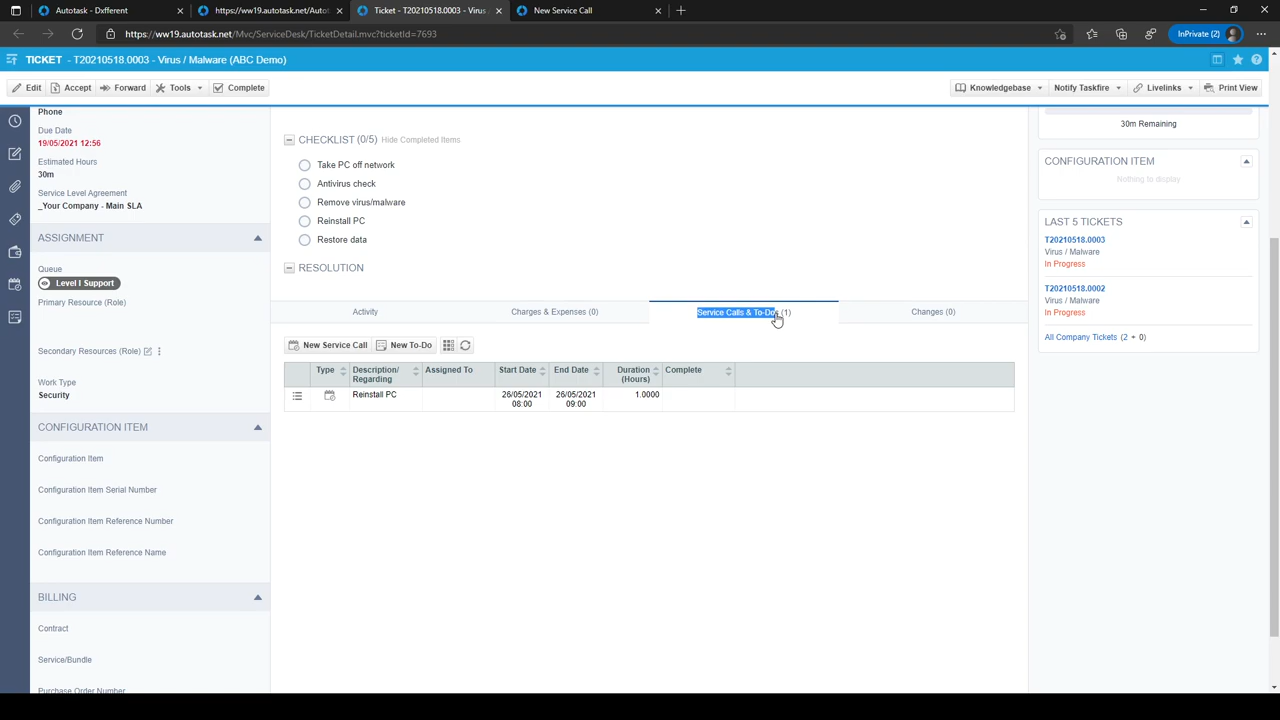 Autotask - Dxfferent
https://ww19.autotask.net/Autot
Ticket - T20210518.0003 - Virus
New Service Call
https://ww19.autotask.net/Mvc/ServiceDesk/TicketDetail.mvc?ticketId=7693
InPrivate (2)
TICKET - T20210518.0003 - Virus / Malware (ABC Demo)
Edit Accept Forward Tools Complete
Knowledgebase Notify Taskfire Livelinks Print View
Phone
Due Date
19/05/2021 12:56
Estimated Hours
30m
Service Level Agreement
_Your Company - Main SLA
ASSIGNMENT
Queue
Level I Support
Primary Resource (Role)
Secondary Resources (Role)
Work Type
Security
CONFIGURATION ITEM
Configuration Item
Configuration Item Serial Number
Configuration Item Reference Number
Configuration Item Reference Name
BILLING
Contract
Service/Bundle
Purchase Order Number
CHECKLIST (0/5) Hide Completed Items
Take PC off network
Antivirus check
Remove virus/malware
Reinstall PC
Restore data
RESOLUTION
Activity Charges & Expenses (0) Service Calls & To-Dos (1) Changes (0)
New Service Call New To-Do
Type Description/ Assigned To Start Date End Date Duration Complete
Regarding (Hours)
Reinstall PC 26/05/2021 26/05/2021 1.0000
08:00 09:00
30m Remaining
CONFIGURATION ITEM
Nothing to display
LAST 5 TICKETS
T20210518.0003
Virus / Malware
In Progress
T20210518.0002
Virus / Malware
In Progress
All Company Tickets (2 + 0)